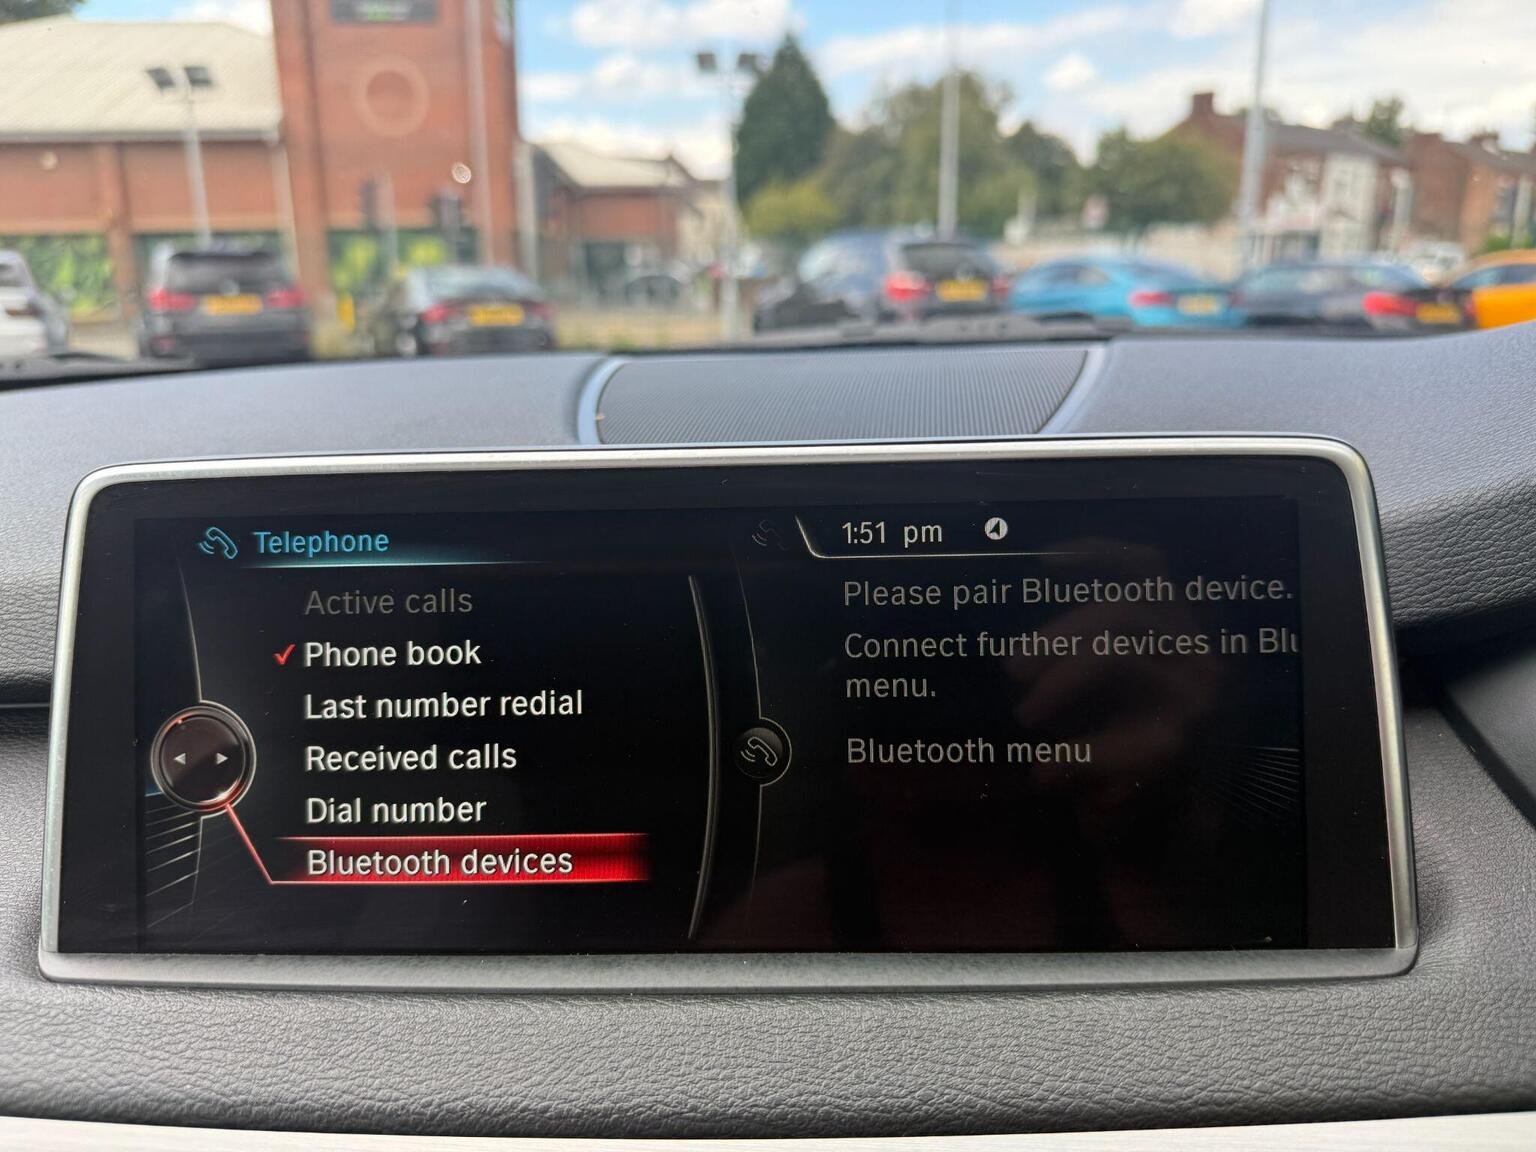 Telephone
Active calls
Phone book
Last number redial
Received calls
Dial number
Bluetooth devices
1:51 pm
Please pair Bluetooth device.
Connect further devices in Blu
menu.
Bluetooth menu